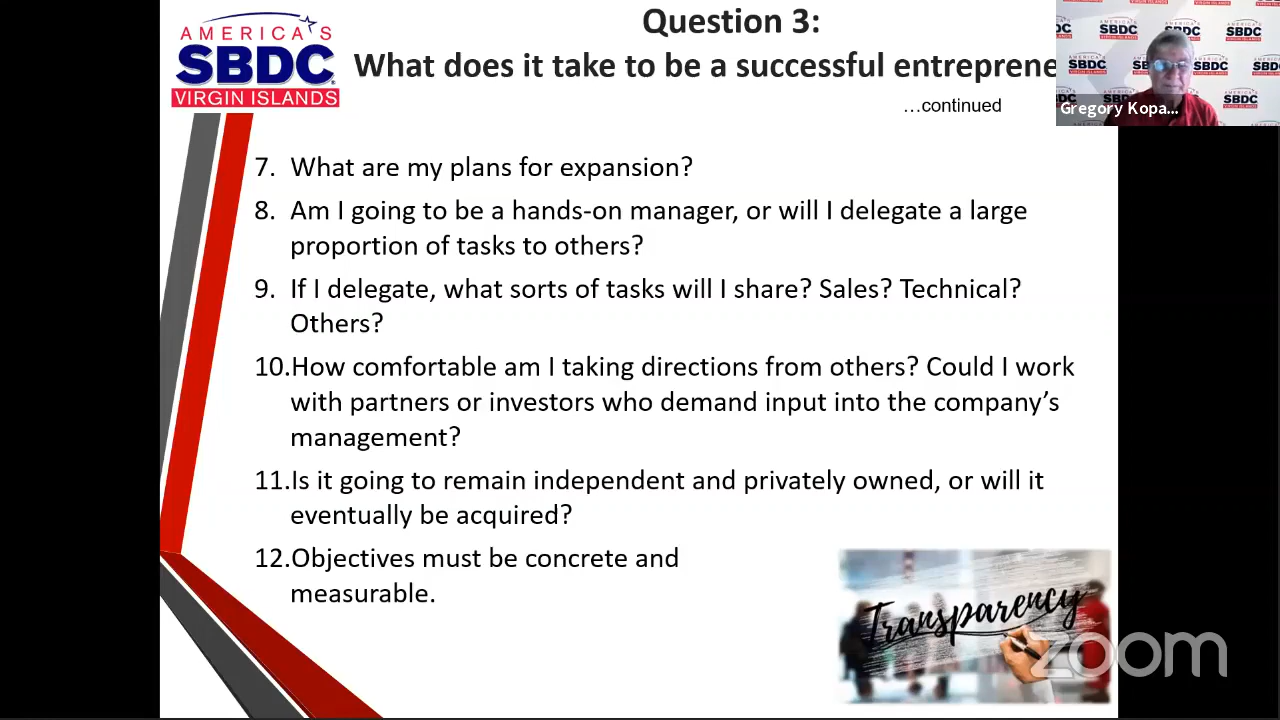 AMERICA'S
SBDC
VIRGIN ISLANDS
Question 3:
What does it take to be a successful entreprene
...continued
7. What are my plans for expansion?
8. Am I going to be a hands-on manager, or will I delegate a large
proportion of tasks to others?
9. If I delegate, what sorts of tasks will I share? Sales? Technical?
Others?
10.How comfortable am I taking directions from others? Could I work
with partners or investors who demand input into the company's
management?
11.Is it going to remain independent and privately owned, or will it
eventually be acquired?
12.Objectives must be concrete and
measurable.
Transparency
zoom
Gregory Kopa...